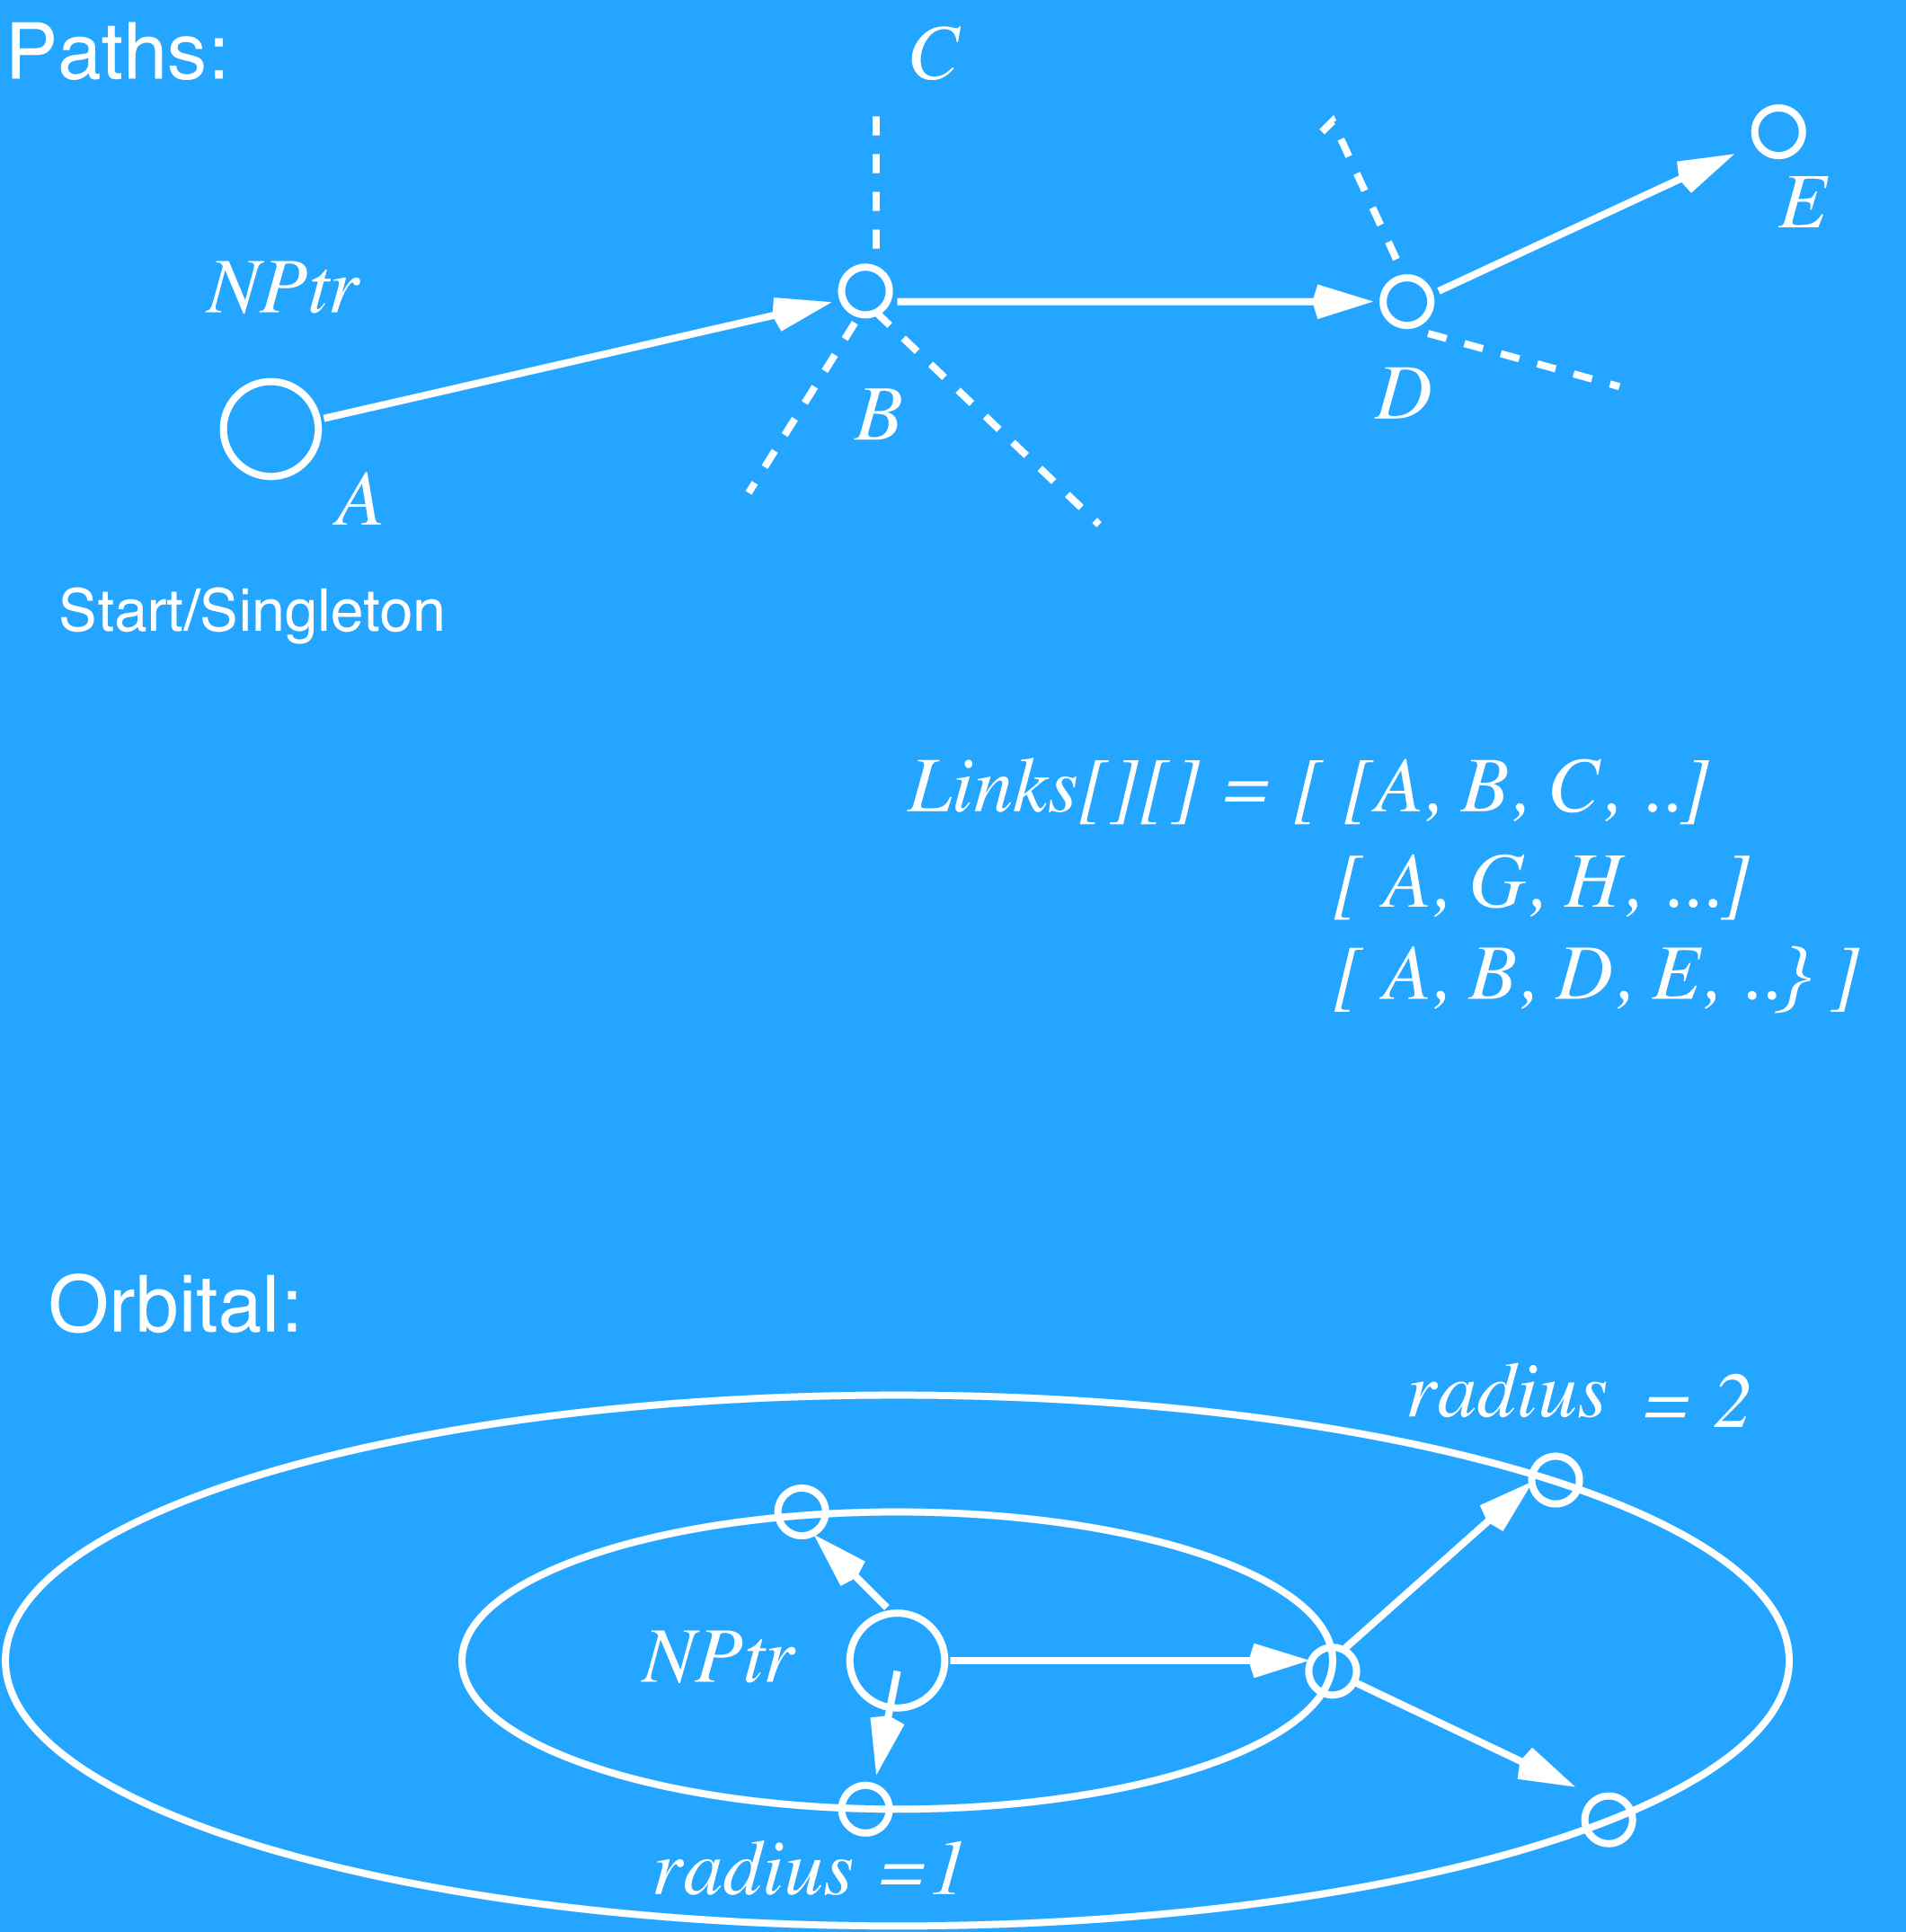 Paths:
C
E
NPtr
D
B
A
Start/Singleton
Links[][] = [ [A, B, C, ..]
[ A, G, H, ...]
[ A, B, D, E, ..} ]
Orbital:
radius = 2
NPtr
radius =1